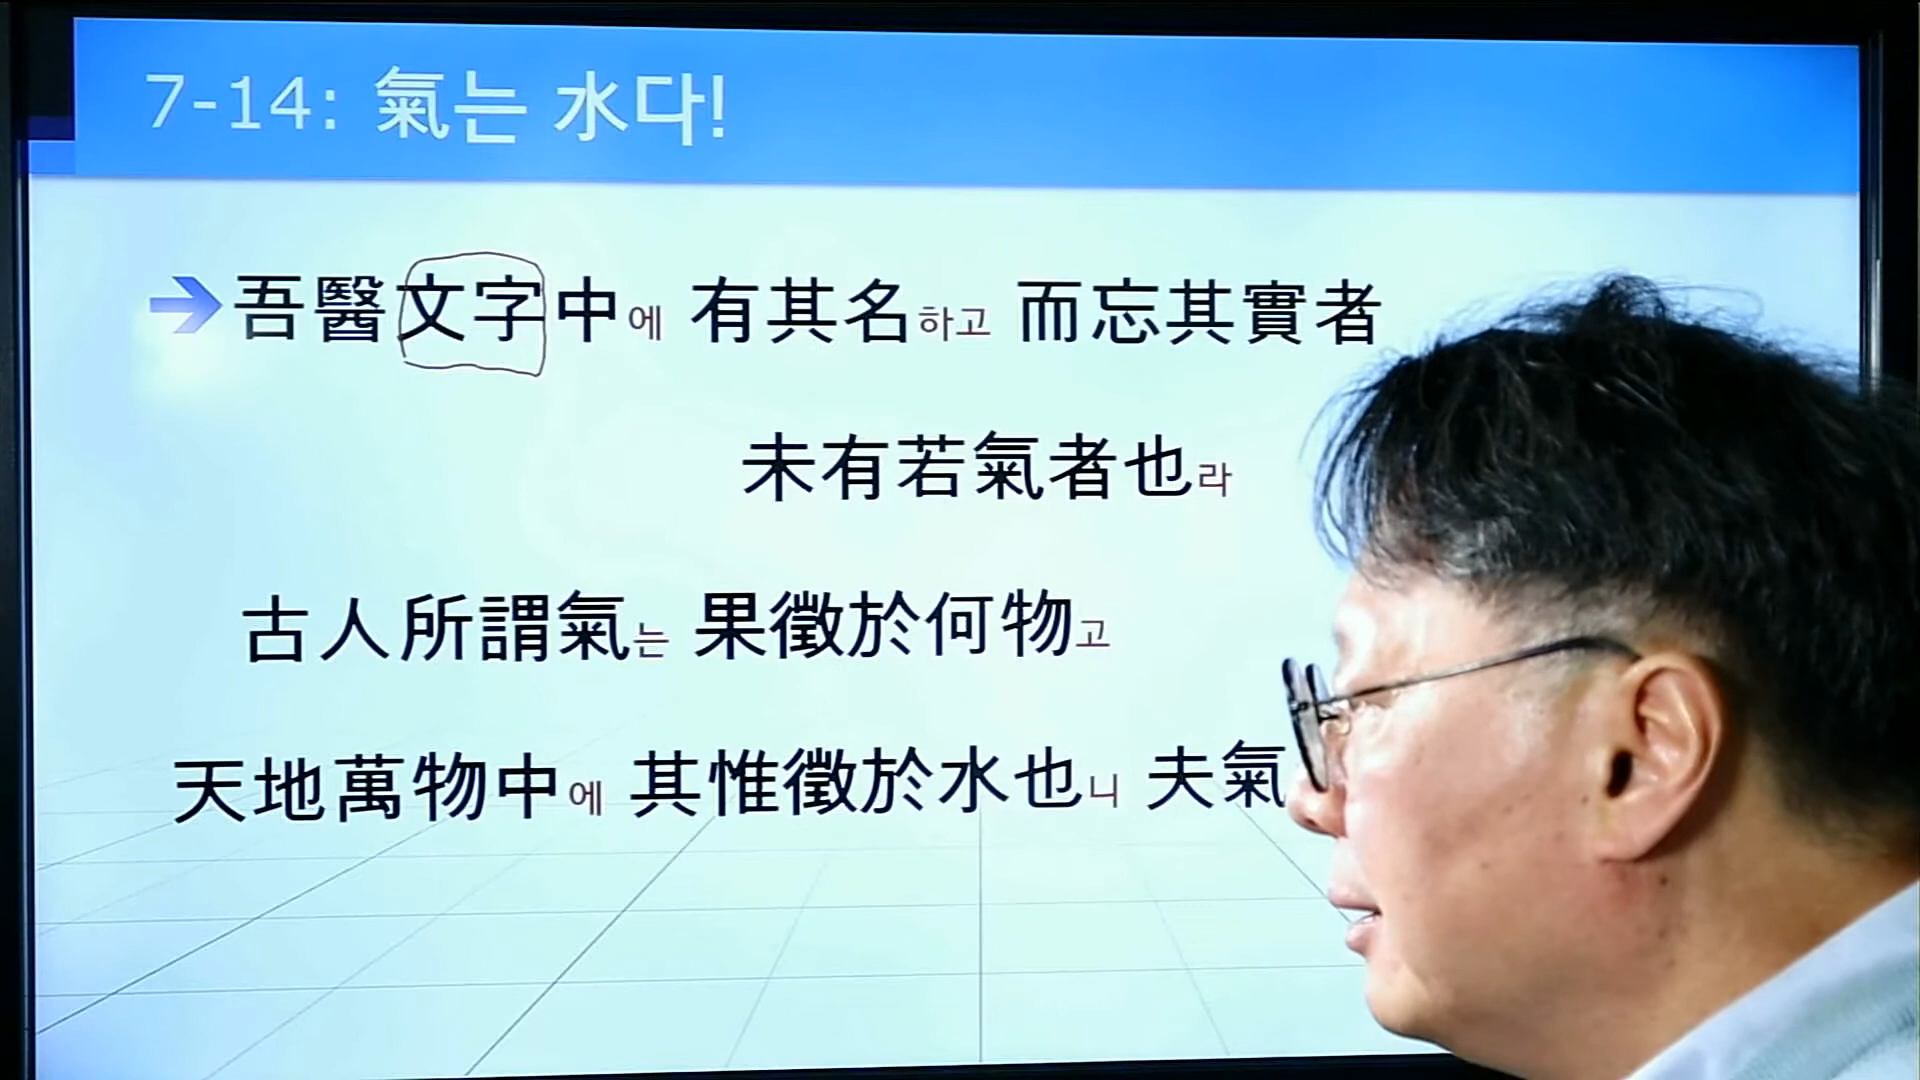 7-14: 氣는 水다!
吾醫文字中에 有其名하고 而忘其實者
未有若氣者也라
古人所謂氣는 果徵於何物고
天地萬物中에 其惟徵於水也니 夫氣